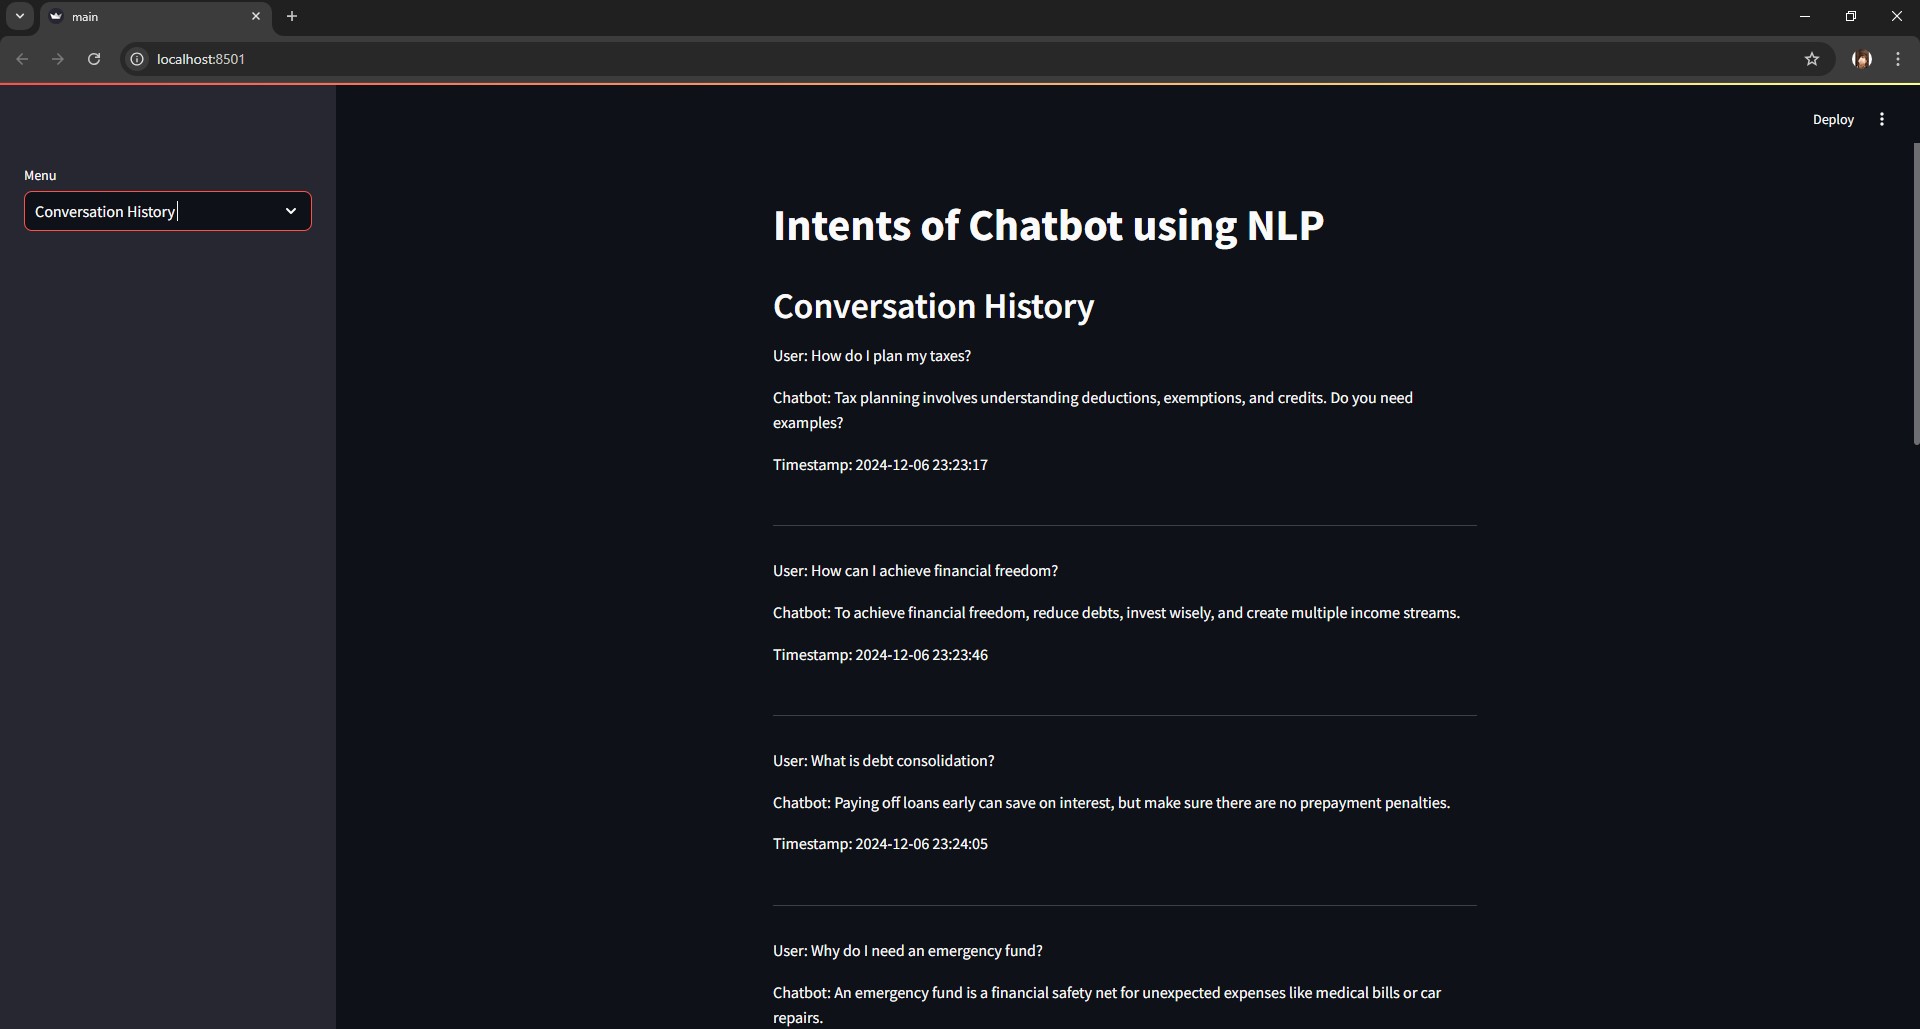 main
localhost:8501
Deploy
Menu
Conversation History
Intents of Chatbot using NLP
Conversation History
User: How do I plan my taxes?
Chatbot: Tax planning involves understanding deductions, exemptions, and credits. Do you need
examples?
Timestamp: 2024-12-06 23:23:17
User: How can I achieve financial freedom?
Chatbot: To achieve financial freedom, reduce debts, invest wisely, and create multiple income streams.
Timestamp: 2024-12-06 23:23:46
User: What is debt consolidation?
Chatbot: Paying off loans early can save on interest, but make sure there are no prepayment penalties.
Timestamp: 2024-12-06 23:24:05
User: Why do I need an emergency fund?
Chatbot: An emergency fund is a financial safety net for unexpected expenses like medical bills or car
repairs.